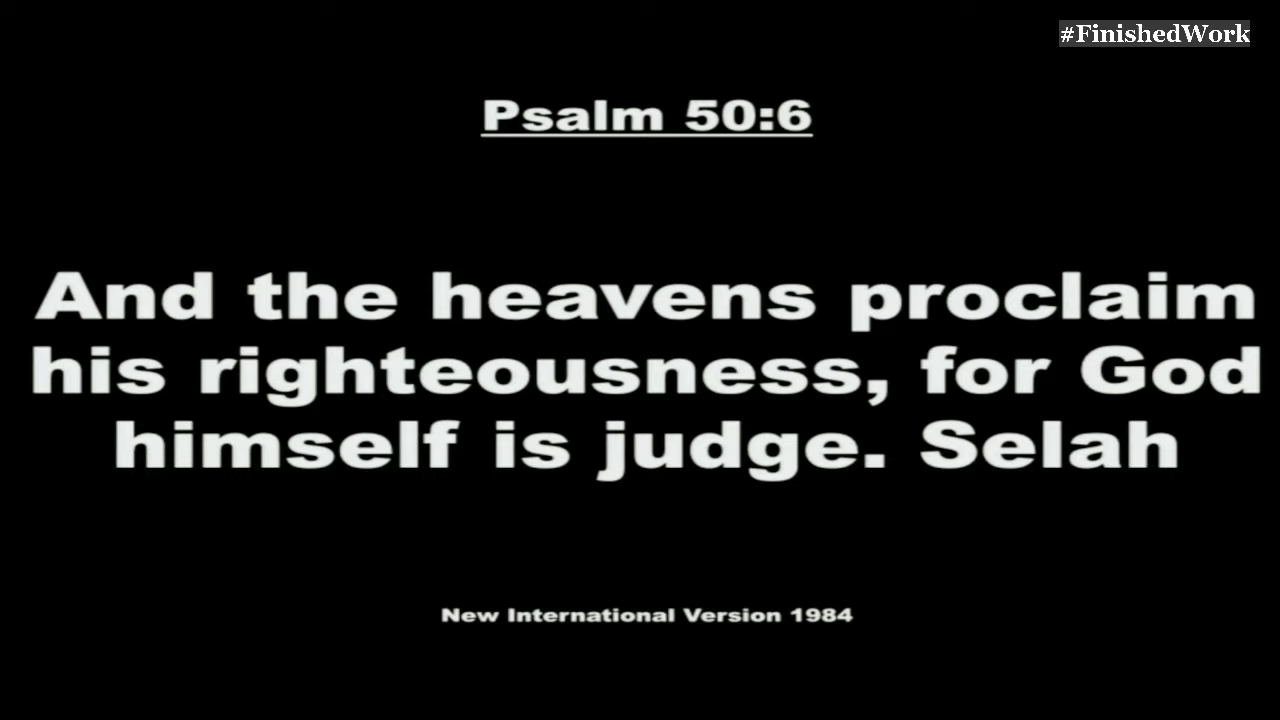 #FinishedWork
Psalm 50:6
And the heavens proclaim
his righteousness, for God
himself is judge. Selah
New International Version 1984